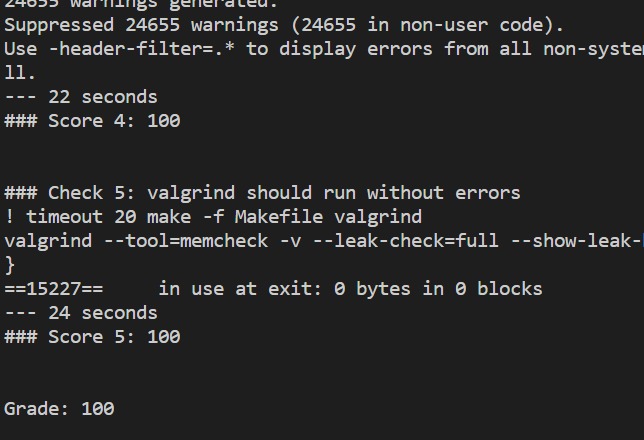 24655 warnings generated.
Suppressed 24655 warnings (24655 in non-user code).
Use -header-filter=.* to display errors from all non-syste
ll.
--- 22 seconds
### Score 4: 100
### Check 5: valgrind should run without errors
! timeout 20 make -f Makefile valgrind
valgrind --tool=memcheck -v --leak-check=full --show-leak-
}
==15227==     in use at exit: 0 bytes in 0 blocks
--- 24 seconds
### Score 5: 100
Grade: 100